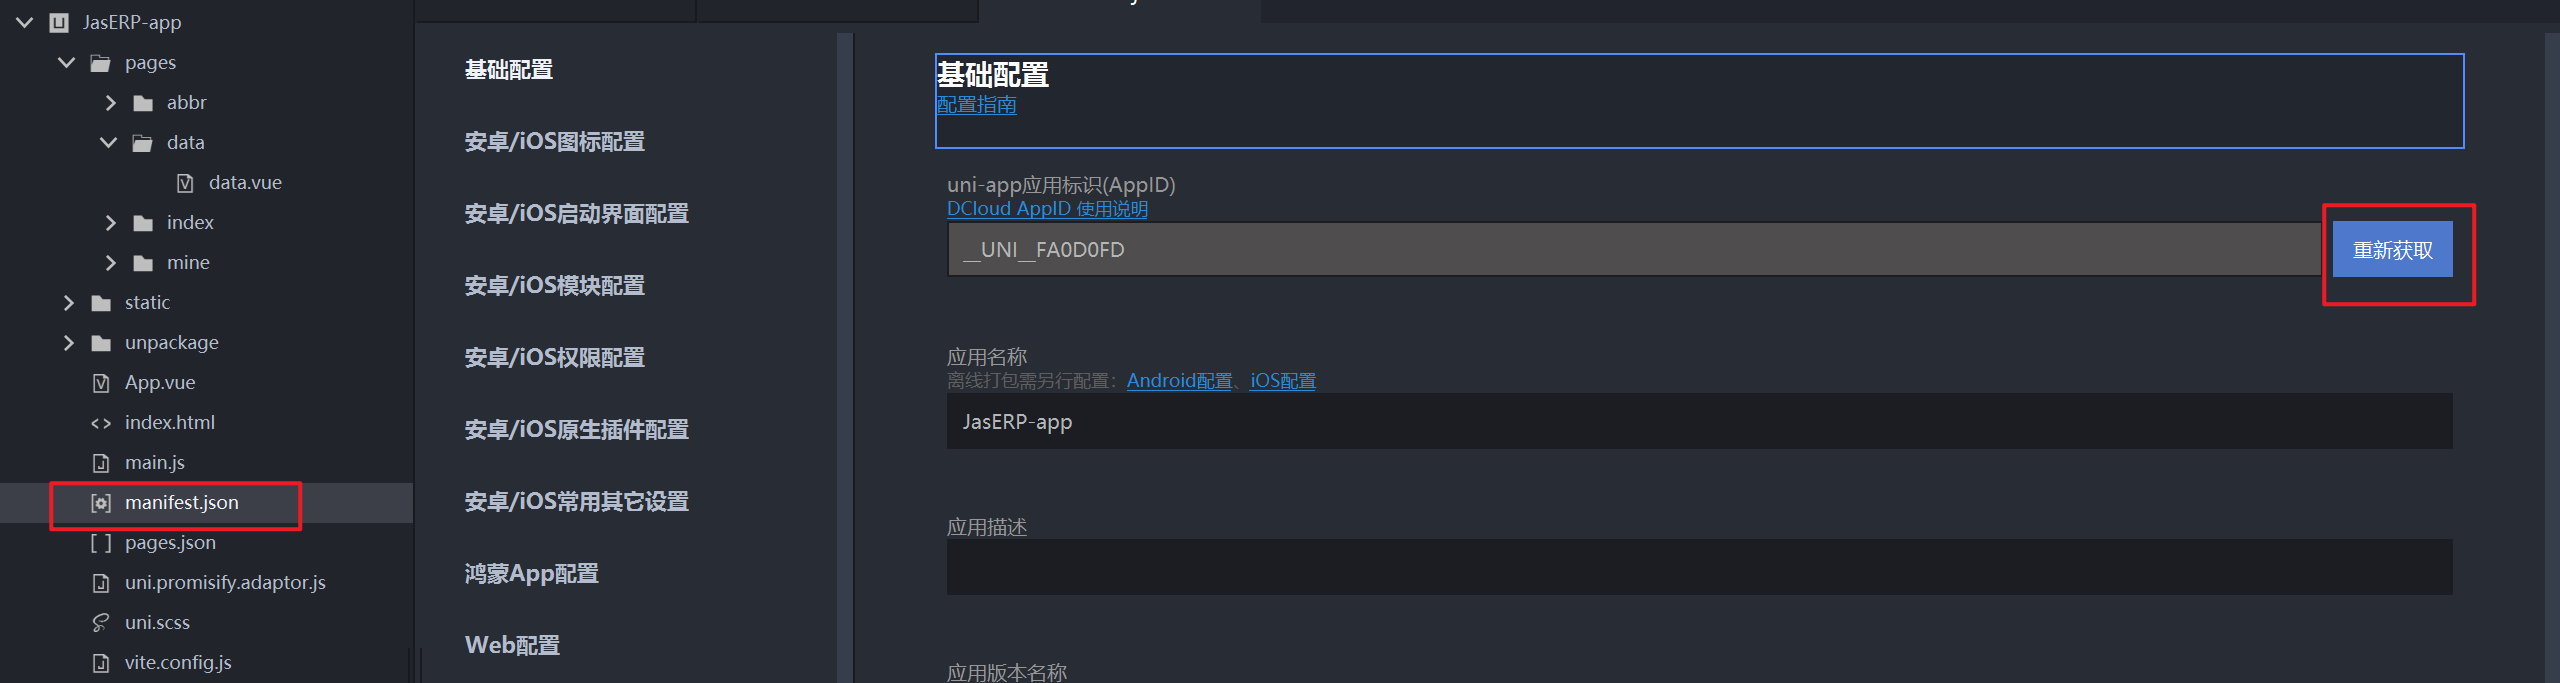 JasERP-app
pages
abbr
data
data.vue
index
mine
static
unpackage
App.vue
index.html
main.js
manifest.json
pages.json
uni.promisify.adaptor.js
uni.scss
vite.config.js
基础配置
安卓/iOS图标配置
安卓/iOS启动界面配置
安卓/iOS模块配置
安卓/iOS权限配置
安卓/iOS原生插件配置
安卓/iOS常用其它设置
鸿蒙App配置
Web配置
基础配置
配置指南
uni-app应用标识(AppID)
DCloud AppID 使用说明
__UNI__FA0D0FD
重新获取
应用名称
离线打包需另行配置：Android配置、iOS配置
JasERP-app
应用描述
应用版本名称